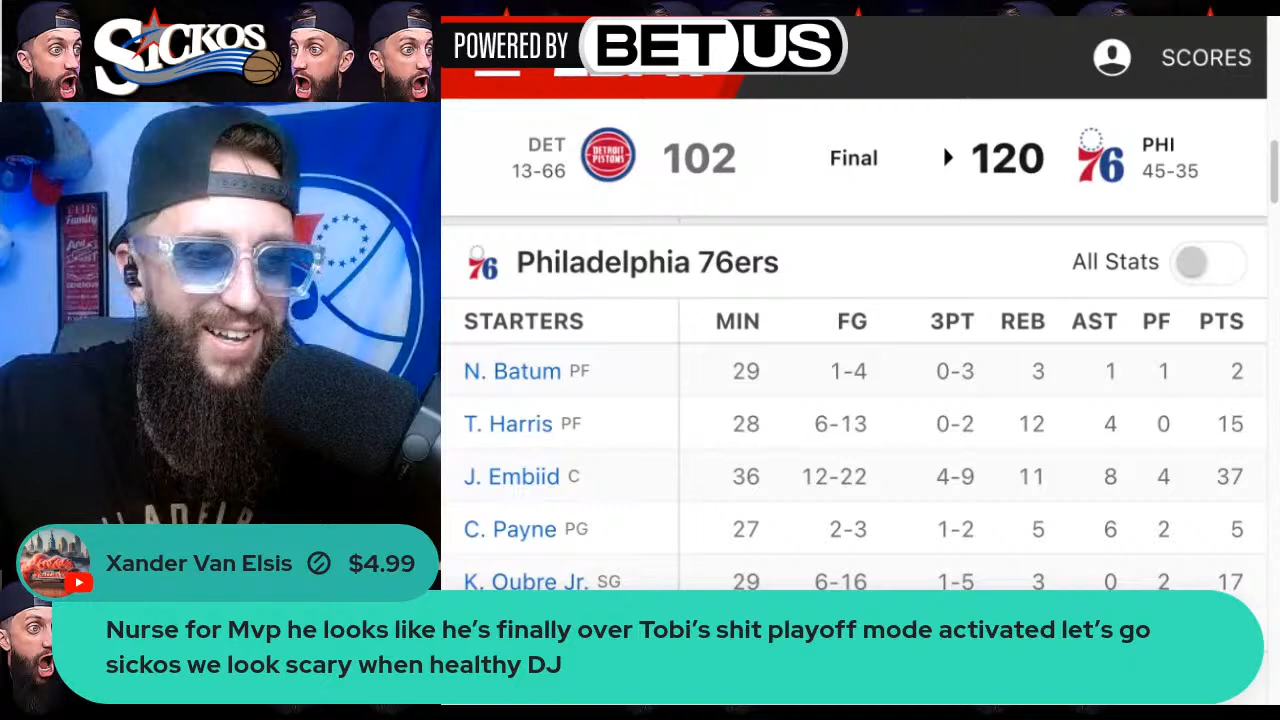 SiCKOS
POWERED BY BETUS
SCORES
DET
13-66
DETROIT PISTONS
102
Final
120
76
PHI
45-35
76 Philadelphia 76ers
All Stats
STARTERS MIN FG 3PT REB AST PF PTS
N. Batum PF 29 1-4 0-3 3 1 1 2
T. Harris PF 28 6-13 0-2 12 4 0 15
J. Embiid C 36 12-22 4-9 11 8 4 37
C. Payne PG 27 2-3 1-2 5 6 2 5
K. Oubre Jr. SG 29 6-16 1-5 3 0 2 17
Family
Xander Van Elsis $4.99
Nurse for Mvp he looks like he's finally over Tobi's shit playoff mode activated let's go
sickos we look scary when healthy DJ